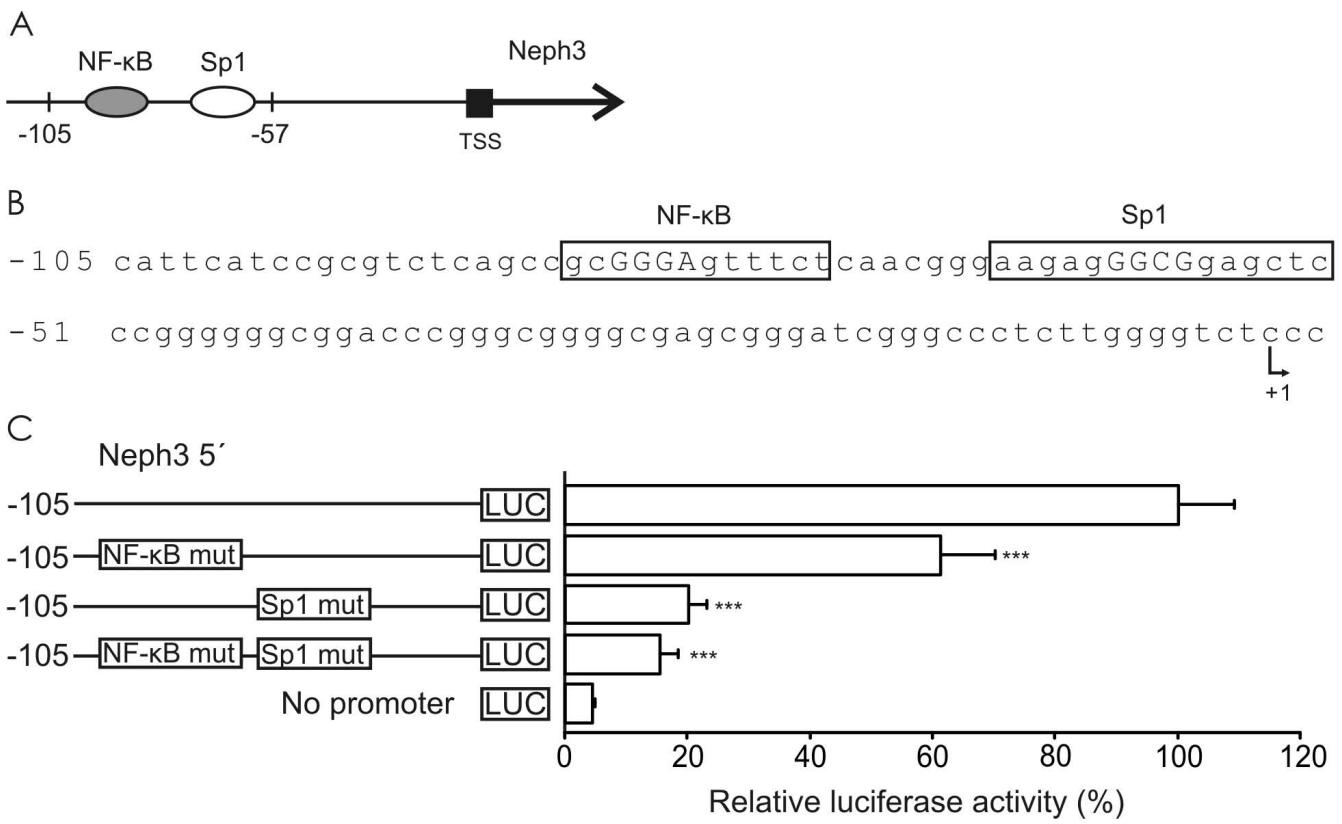 A
NF-κB Sp1 Neph3
-105 -57 TSS
B
NF-κB Sp1
-105 cattcatccgcgtctcagccgcGGGAgtttctcaacgggaagagGGCGgagctc
-51 ccggggggcggacccgggcggggcgagcgggatcgggccctcttggggtctccc
+1
C
Neph3 5´
-105 LUC
-105 NF-κB mut LUC ***
-105 Sp1 mut LUC ***
-105 NF-κB mut Sp1 mut LUC ***
No promoter LUC
0 20 40 60 80 100 120
Relative luciferase activity (%)